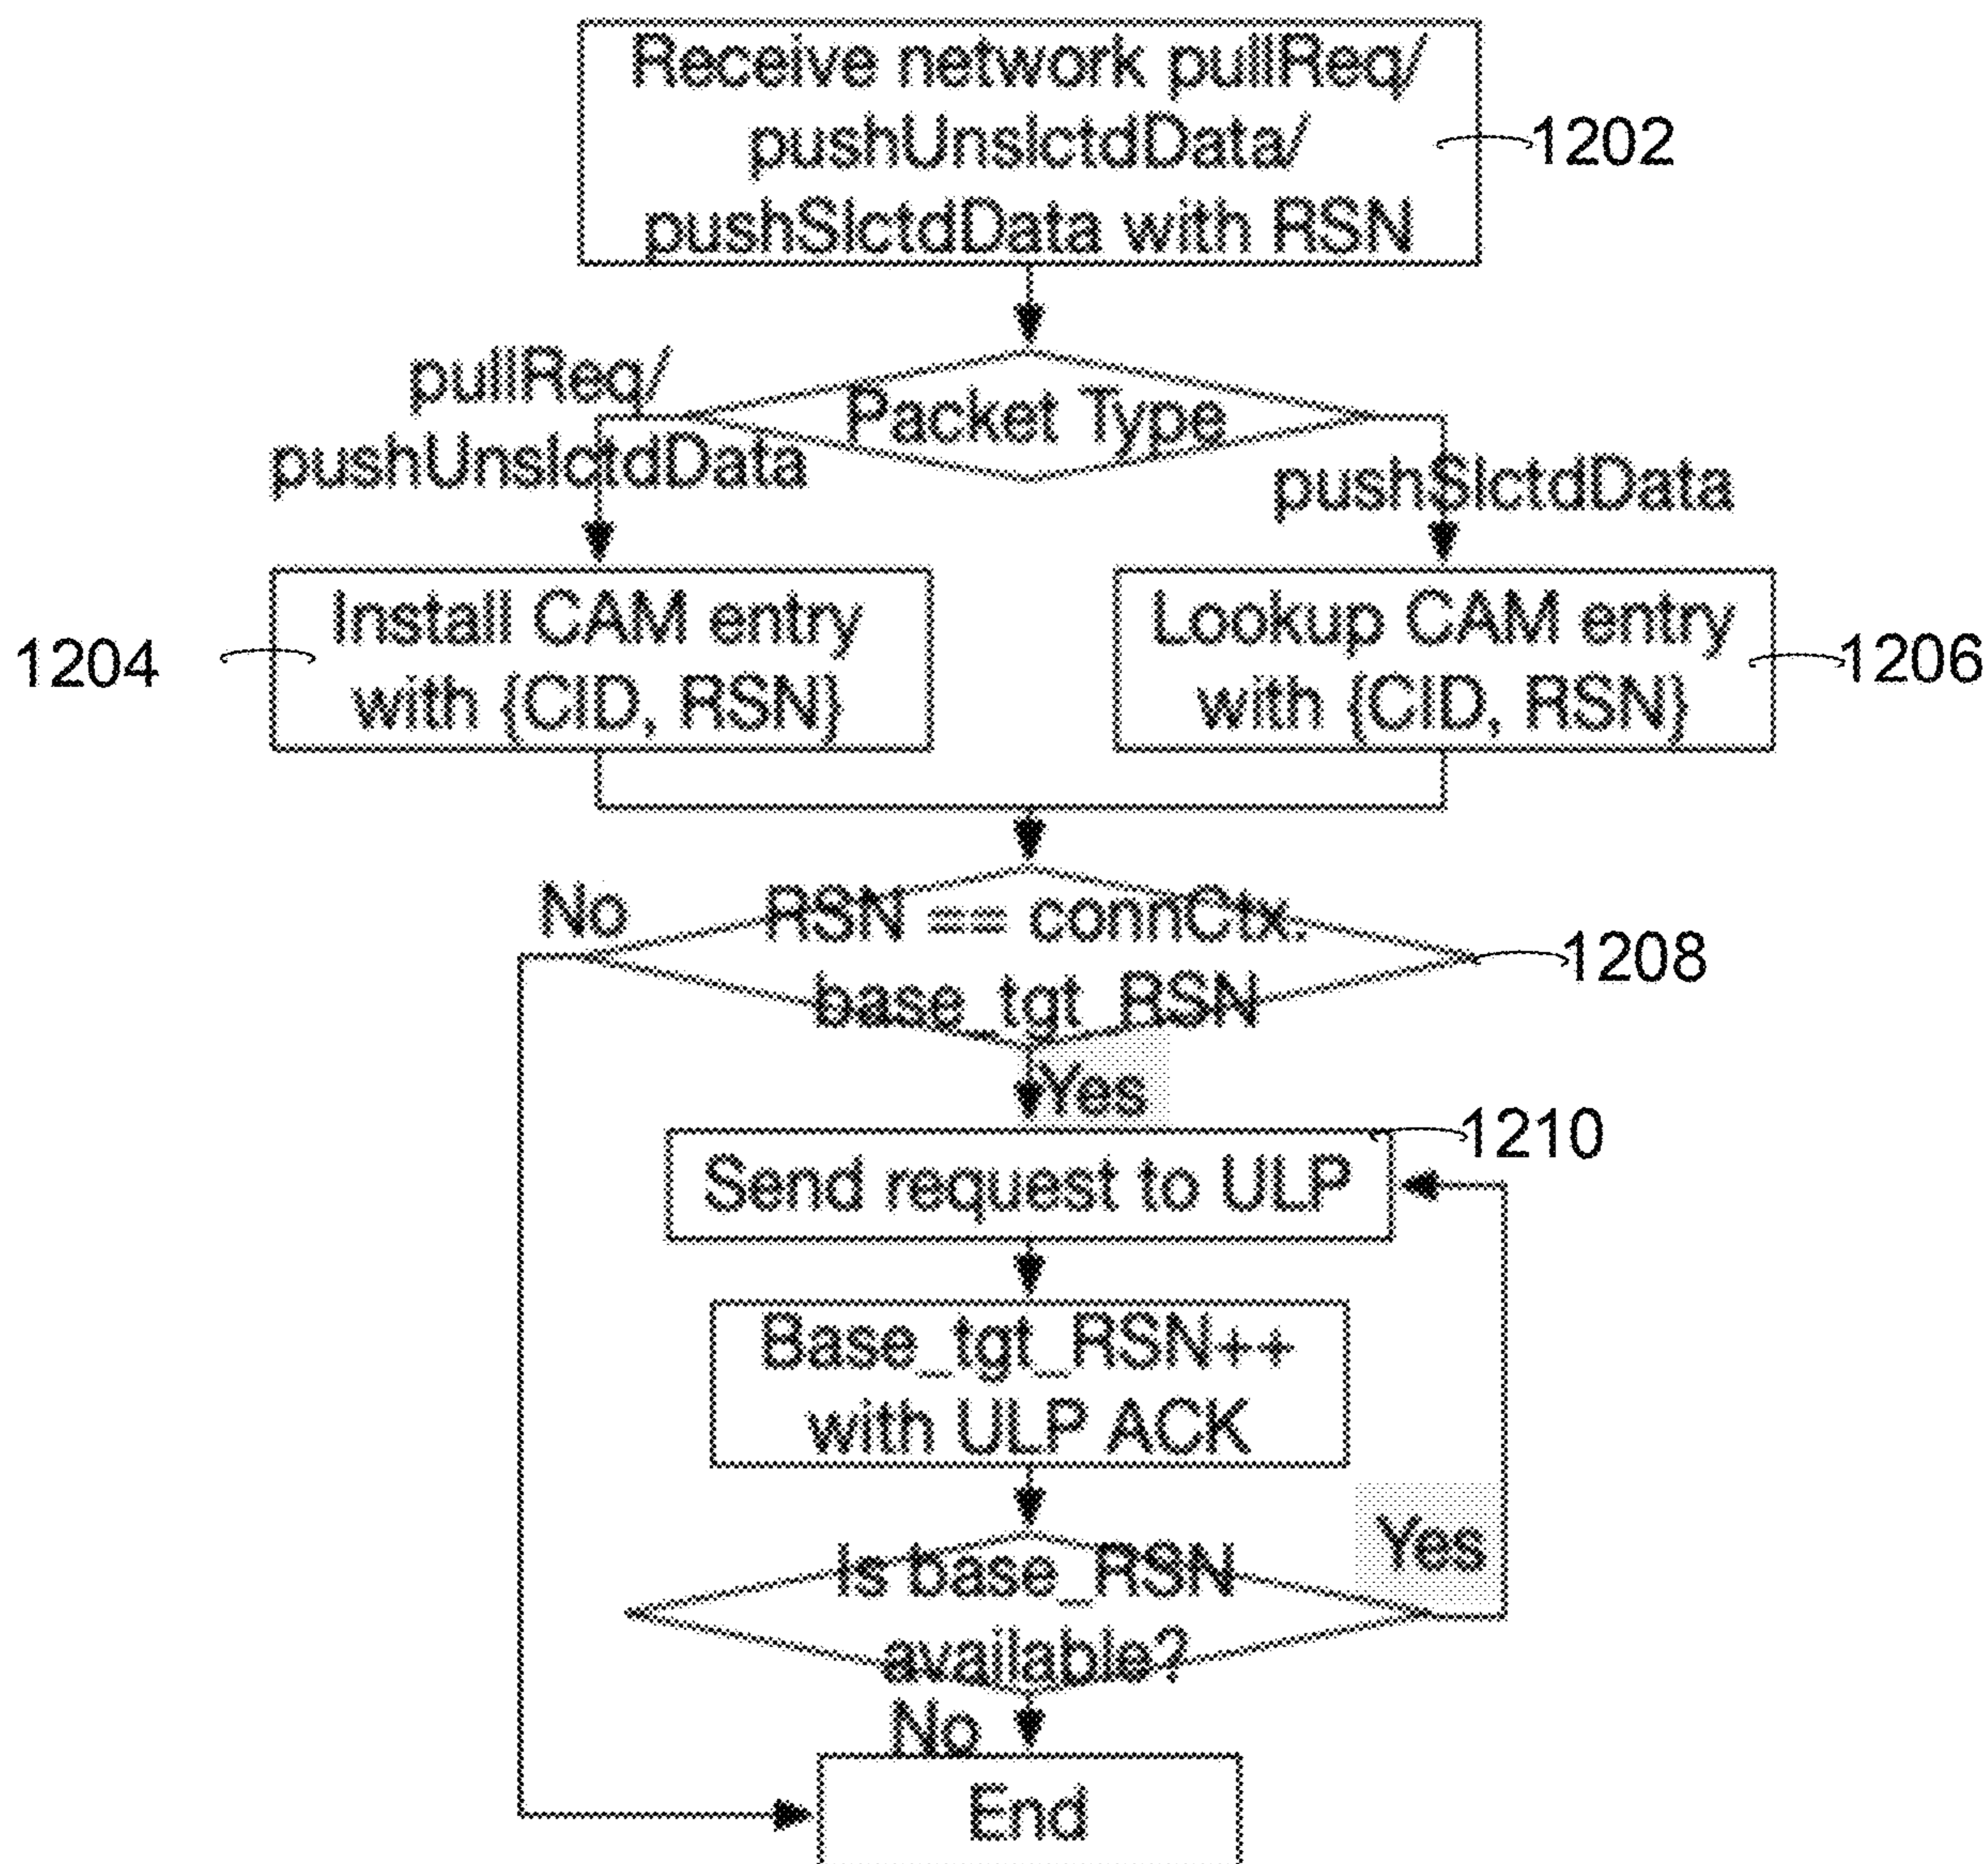 Receive network pullReq/
pushUnslctdData/
pushSlctdData with RSN
1202
pullReq/
pushUnslctdData
Packet Type
pushSlctdData
1204
Install CAM entry
with {CID, RSN}
Lookup CAM entry
with {CID, RSN}
1206
No
RSN == connCtx.
base_tgt_RSN
1208
Yes
1210
Send request to ULP
Base_tgt_RSN++
with ULP ACK
Is base_RSN
available?
Yes
No
End